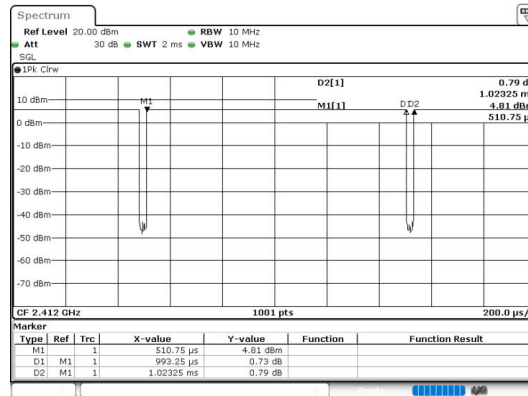 Spectrum
Ref Level 20.00 dBm RBW 10 MHz
Att 30 dB SWT 2 ms VBW 10 MHz
SGL
1Pk Clrw
D2[1] 0.79 d
1.02325 m
M1[1] 4.81 dBm
510.75 µ
M1
D1 D2
10 dBm
0 dBm
-10 dBm
-20 dBm
-30 dBm
-40 dBm
-50 dBm
-60 dBm
-70 dBm
CF 2.412 GHz 1001 pts 200.0 µs/
Marker
Type Ref Trc X-value Y-value Function Function Result
M1 1 510.75 µs 4.81 dBm
D1 M1 1 993.25 µs 0.73 dB
D2 M1 1 1.02325 ms 0.79 dB